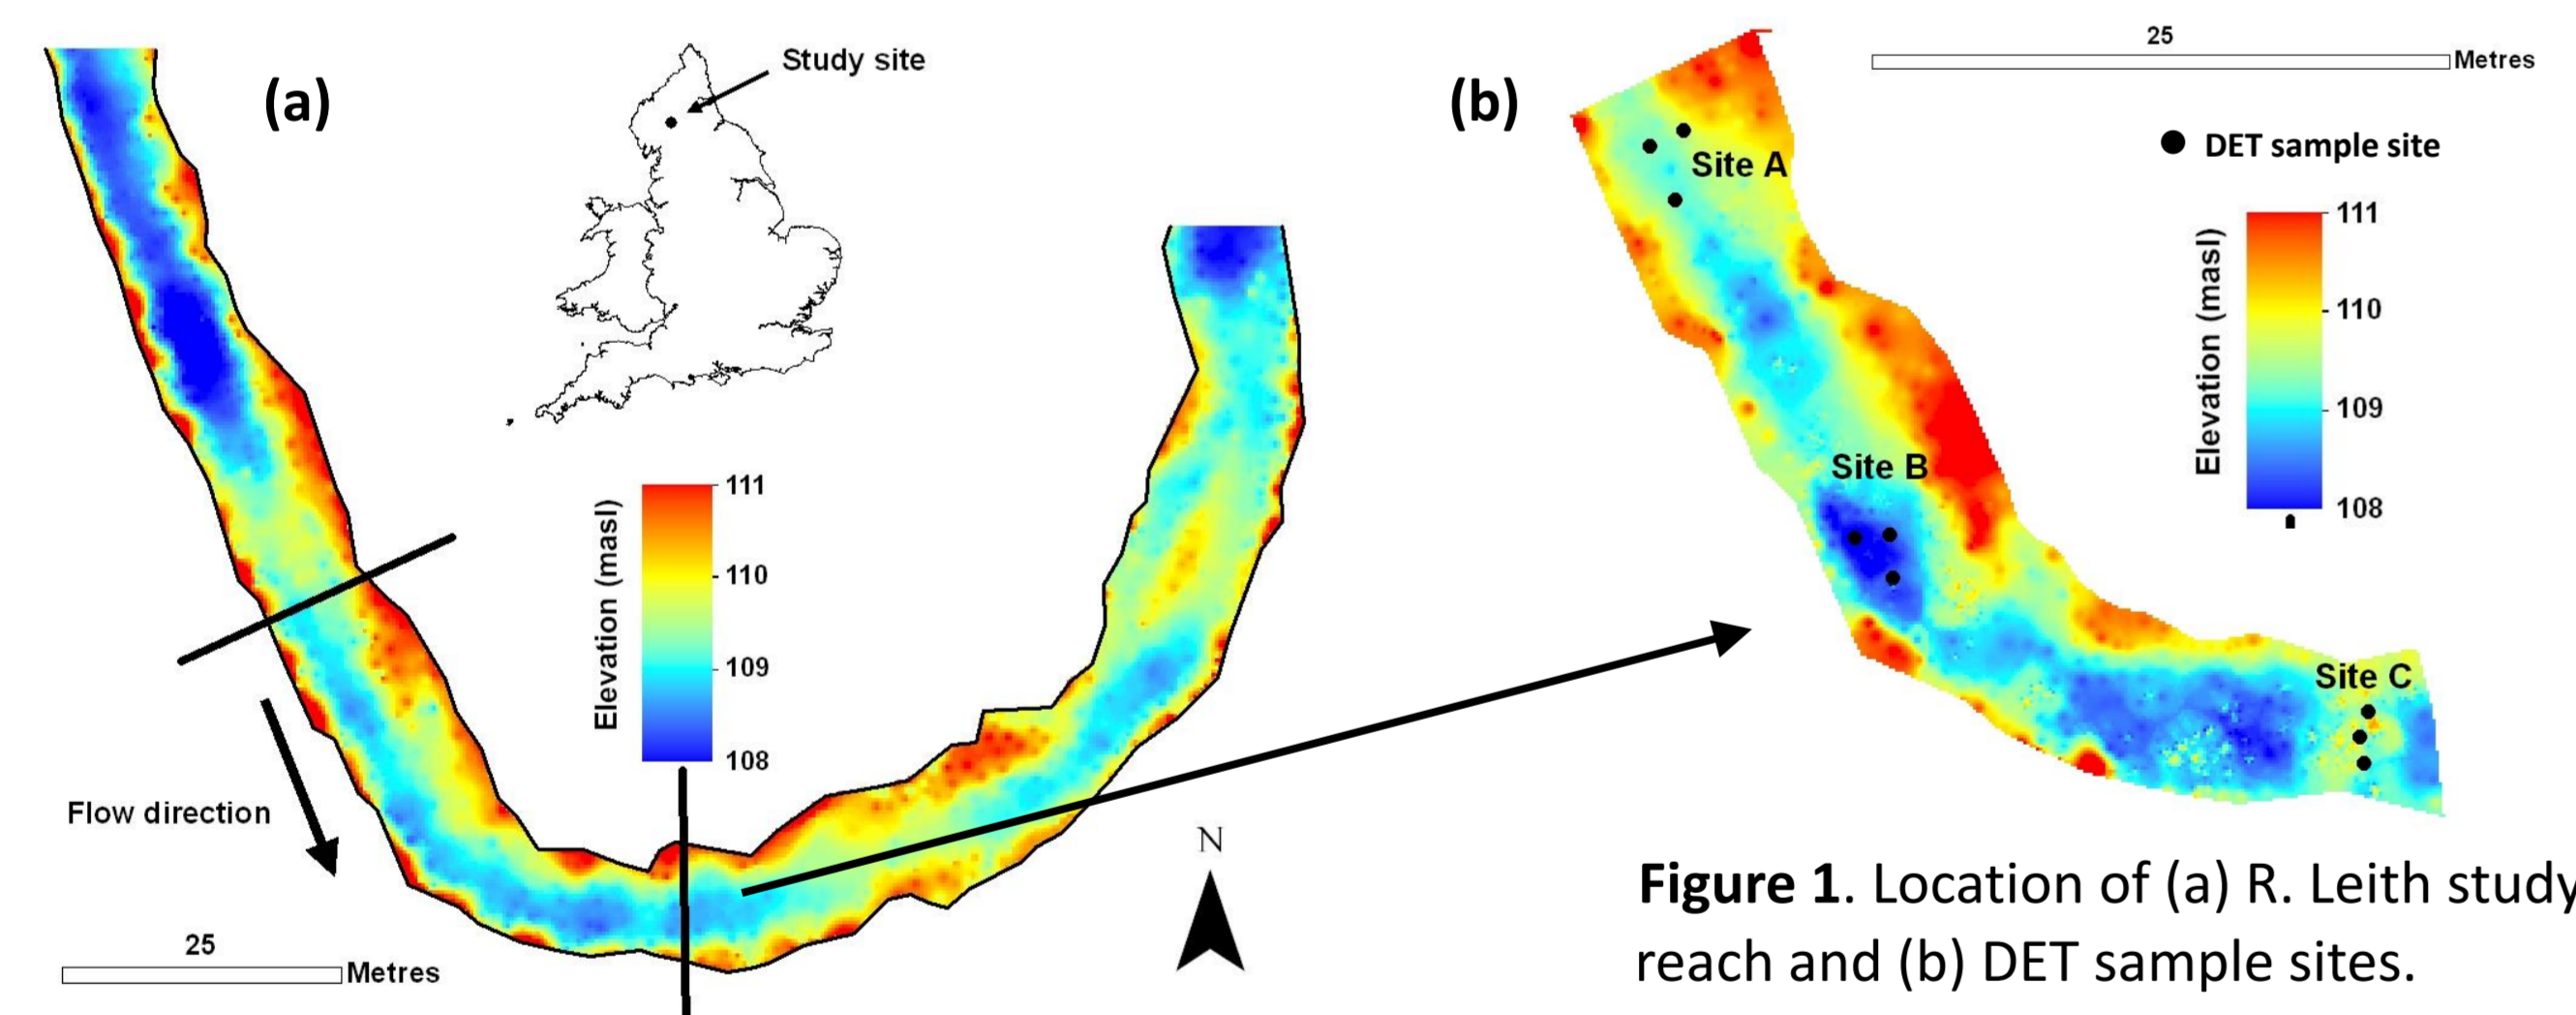 (a)
Study site
Elevation (masl)
111
110
109
108
Flow direction
25
Metres
N
(b)
25
Metres
DET sample site
Elevation (masl)
111
110
109
108
Site A
Site B
Site C
Figure 1. Location of (a) R. Leith study
reach and (b) DET sample sites.